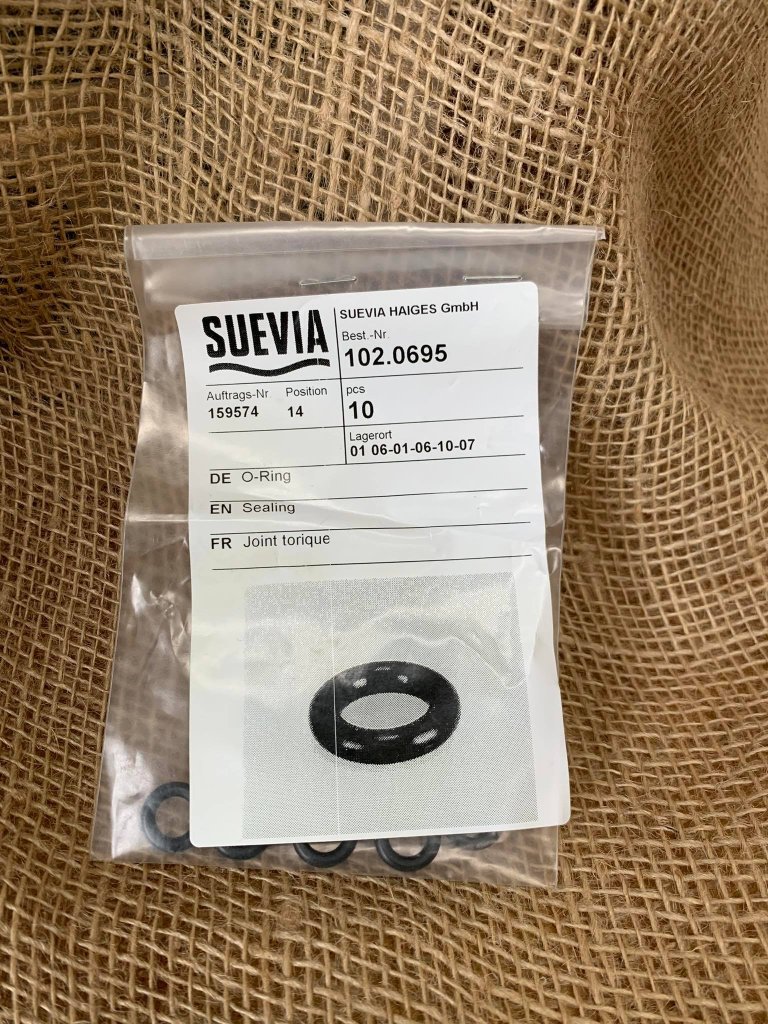 SUEVIA
SUEVIA HAIGES GmbH
Best.-Nr.
102.0695
Auftrags-Nr Position
159574 14
pcs
10
Lagerort
01 06-01-06-10-07
DE O-Ring
EN Sealing
FR Joint torique